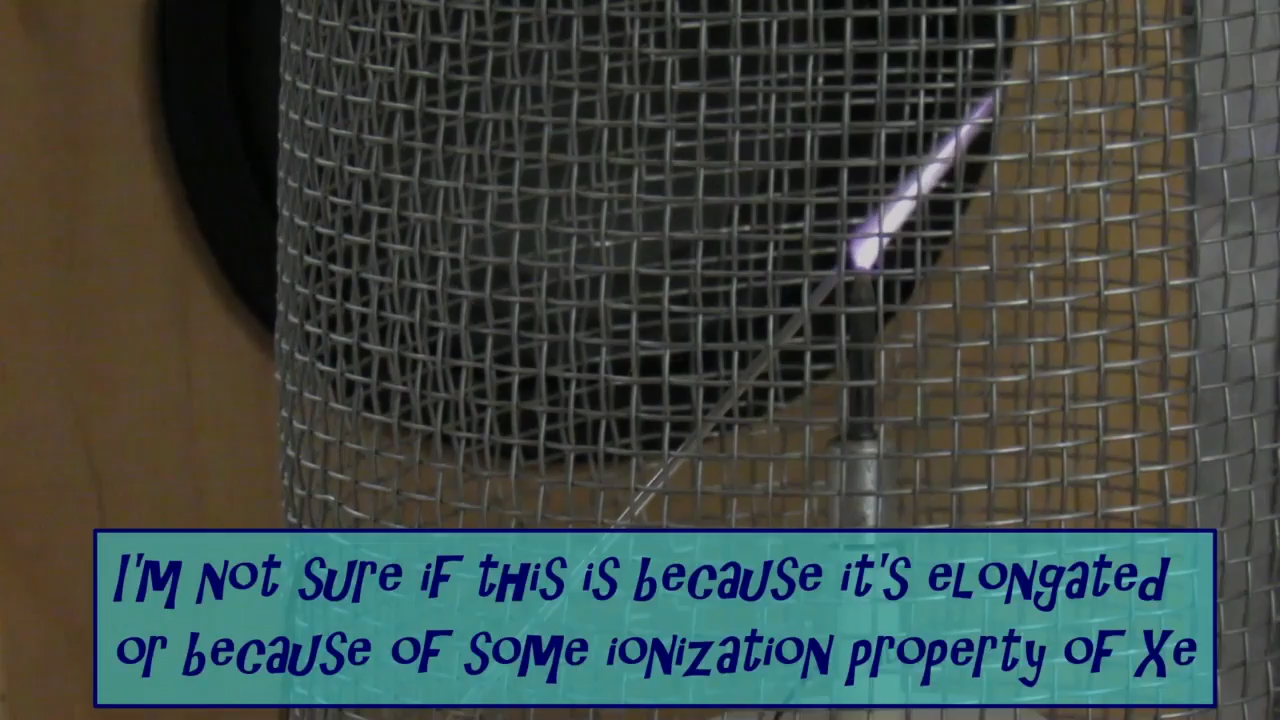 I'm not sure if this is because it's elongated
or because of some ionization property of Xe